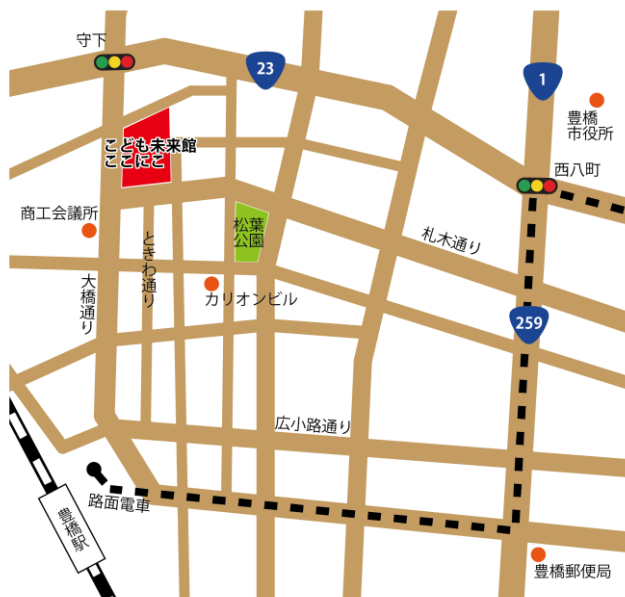 守下
23
1
豊橋
市役所
こども未来館
ここにこ
西八町
商工会議所
松葉
公園
札木通り
ときわ通り
大橋通り
カリオンビル
259
広小路通り
路面電車
豊橋駅
豊橋郵便局